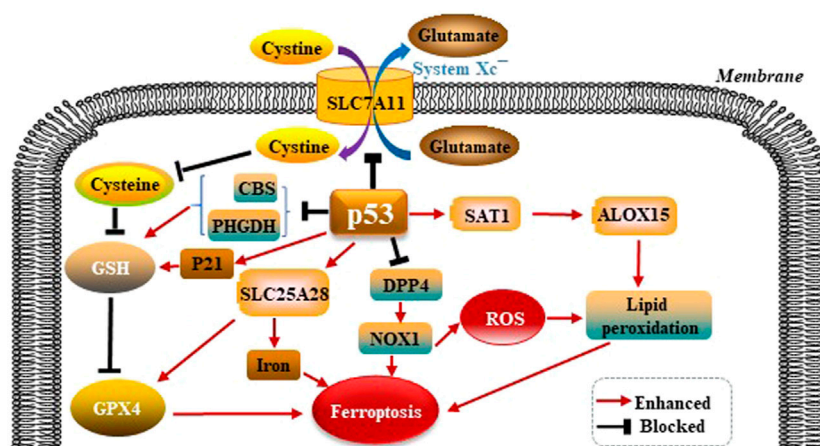 Cystine
Glutamate
System Xc⁻
Membrane
SLC7A11
Cystine
Glutamate
Cysteine
CBS
PHGDH
p53
SAT1
ALOX15
GSH
P21
SLC25A28
DPP4
NOX1
ROS
Lipid
peroxidation
Iron
GPX4
Ferroptosis
Enhanced
Blocked